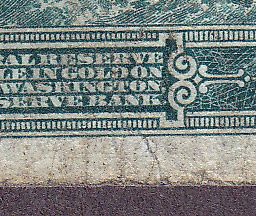 AL RESERVE
LE IN GOLD ON
WASHINGTON
SERVE BANK